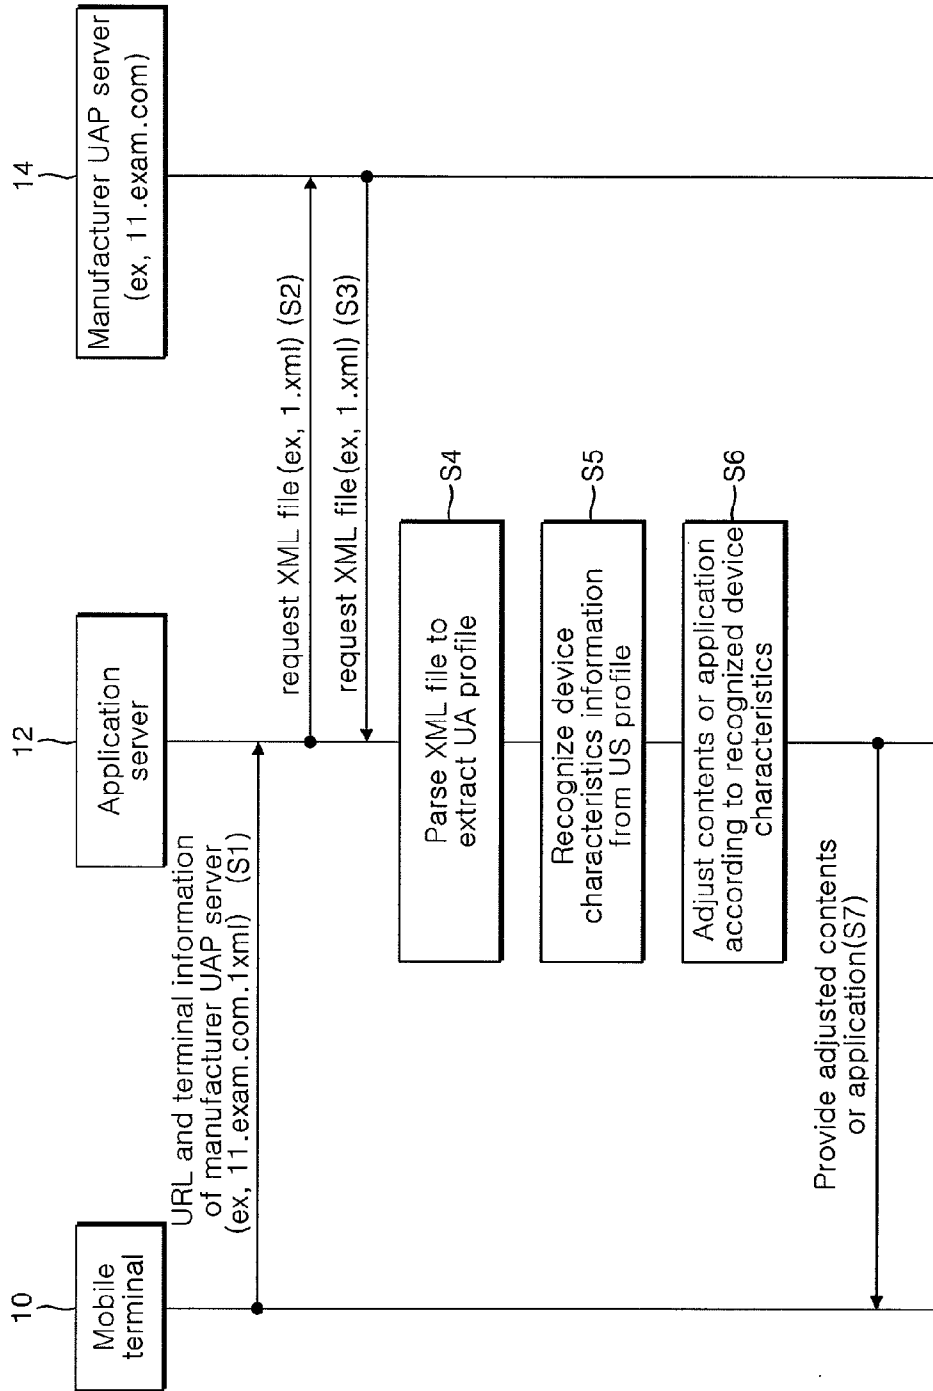 10
Mobile
terminal
12
Application
server
14
Manufacturer UAP server
(ex, 11.exam.com)
URL and terminal information
of manufacturer UAP server
(ex, 11.exam.com.1xml) (S1)
request XML file(ex, 1.xml) (S2)
request XML file(ex, 1.xml) (S3)
Parse XML file to
extract UA profile
S4
Recognize device
characteristics information
from US profile
S5
Adjust contents or application
according to recognized device
characteristics
S6
Provide adjusted contents
or application(S7)